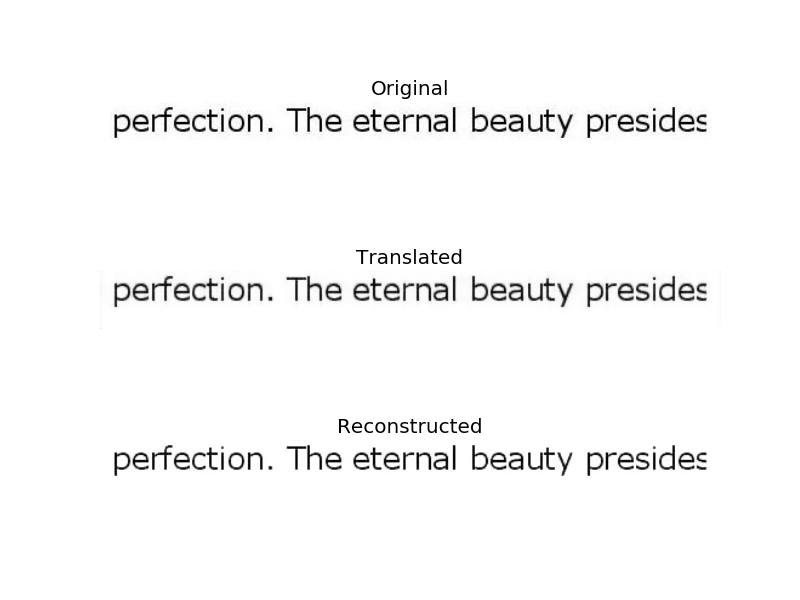 Original
perfection. The eternal beauty presides
Translated
perfection. The eternal beauty presides
Reconstructed
perfection. The eternal beauty presides